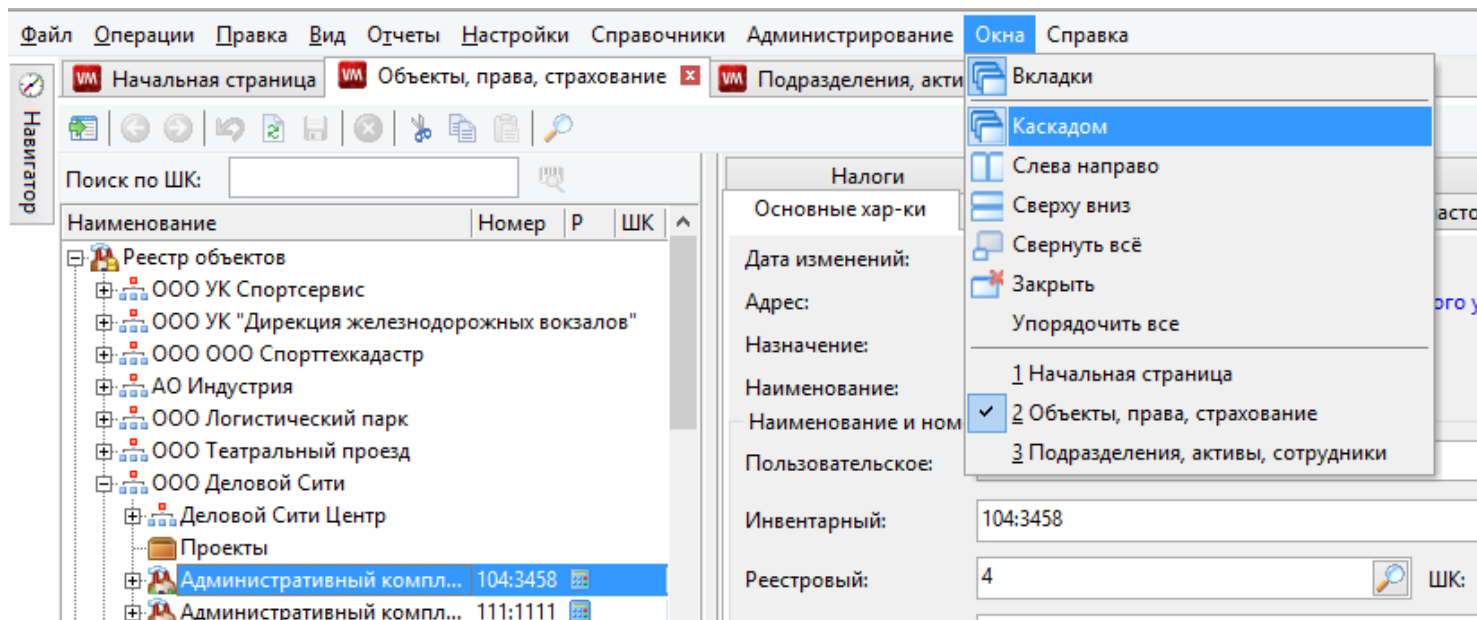 Файл Операции Правка Вид Отчеты Настройки Справочники Администрирование Окна Справка
Навигатор
VM Начальная страница VM Объекты, права, страхование VM Подразделения, акти
Вкладки
Каскадом
Слева направо
Сверху вниз
Свернуть всё
Закрыть
Упорядочить все
1 Начальная страница
2 Объекты, права, страхование
3 Подразделения, активы, сотрудники
Поиск по ШК:
Наименование Номер Р ШК
Реестр объектов
ООО УК Спортсервис
ООО УК "Дирекция железнодорожных вокзалов"
ООО ООО Спорттехкадастр
АО Индустрия
ООО Логистический парк
ООО Театральный проезд
ООО Деловой Сити
Деловой Сити Центр
Проекты
Административный компл... 104:3458
Административный компл... 111:1111
Налоги
Основные хар-ки
Дата изменений:
Адрес: ого у
Назначение:
Наименование:
Наименование и ном
Пользовательское:
Инвентарный: 104:3458
Реестровый: 4 ШК: